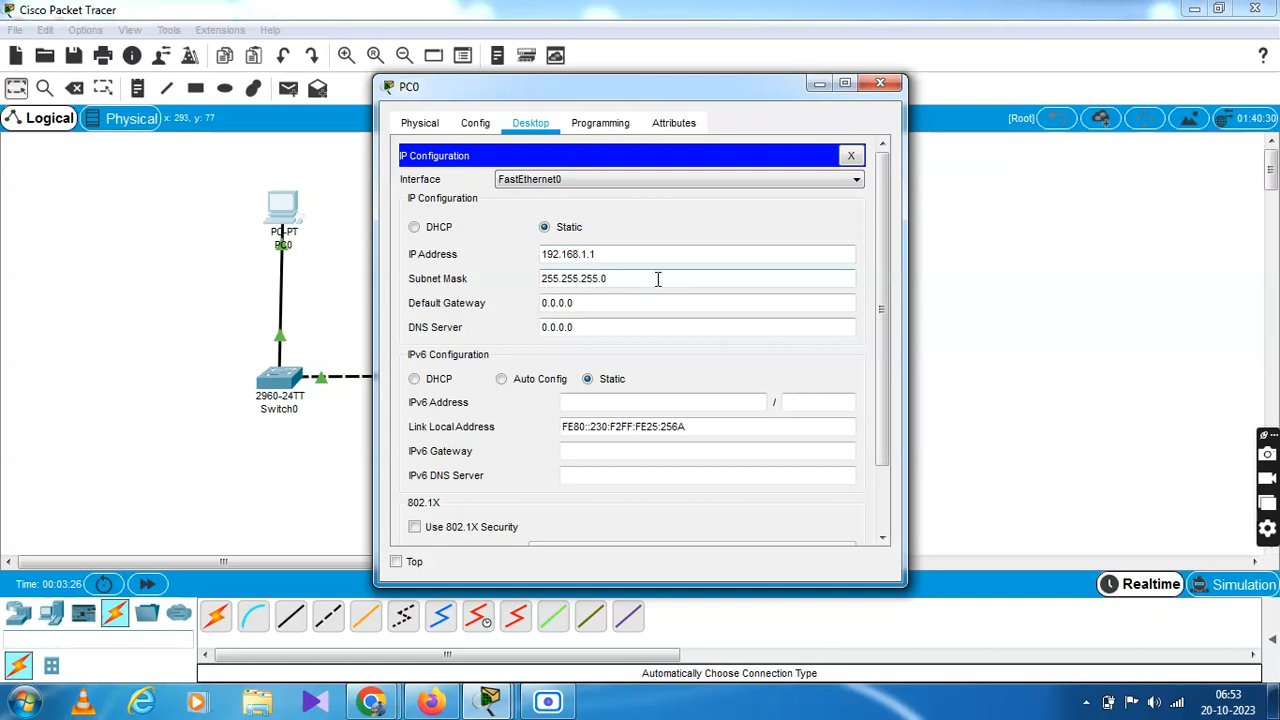 Cisco Packet Tracer
File Edit Options View Tools Extensions Help
Logical Physical x: 293, y: 77 [Root] 01:40:30
PC0
Physical Config Desktop Programming Attributes
IP Configuration X
Interface FastEthernet0
IP Configuration
DHCP Static
IP Address 192.168.1.1
Subnet Mask 255.255.255.0
Default Gateway 0.0.0.0
DNS Server 0.0.0.0
IPv6 Configuration
DHCP Auto Config Static
IPv6 Address /
Link Local Address FE80::230:F2FF:FE25:256A
IPv6 Gateway
IPv6 DNS Server
802.1X
Use 802.1X Security
Top
PC-PT
PC0
2960-24TT
Switch0
Time: 00:03:26 Realtime Simulation
Automatically Choose Connection Type
06:53
20-10-2023